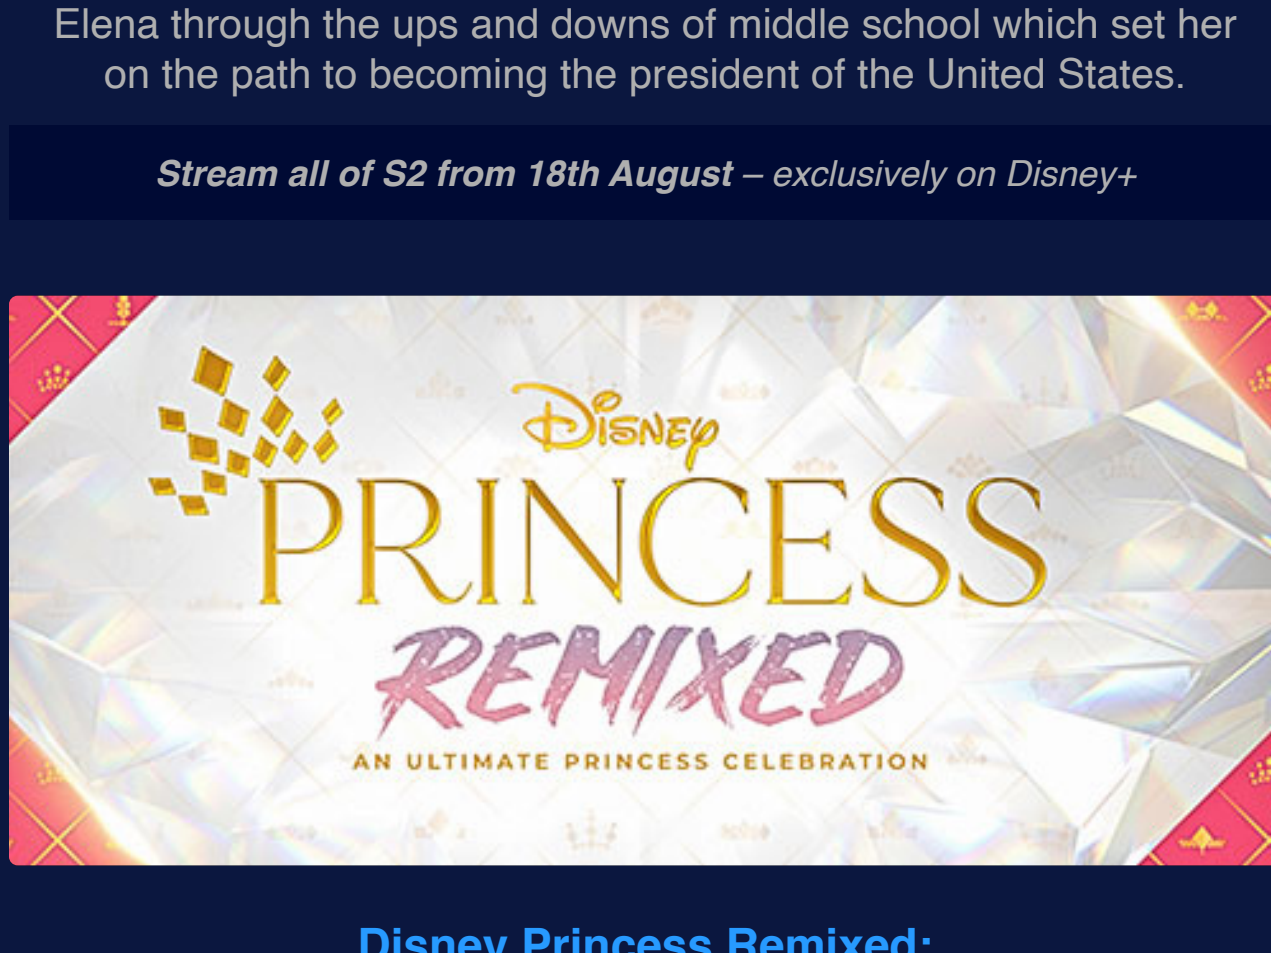 Elena through the ups and downs of middle school which set her
on the path to becoming the president of the United States.
Stream all of S2 from 18th August – exclusively on Disney+
Disney
PRINCESS
REMIXED
AN ULTIMATE PRINCESS CELEBRATION
Disney Princess Remixed: